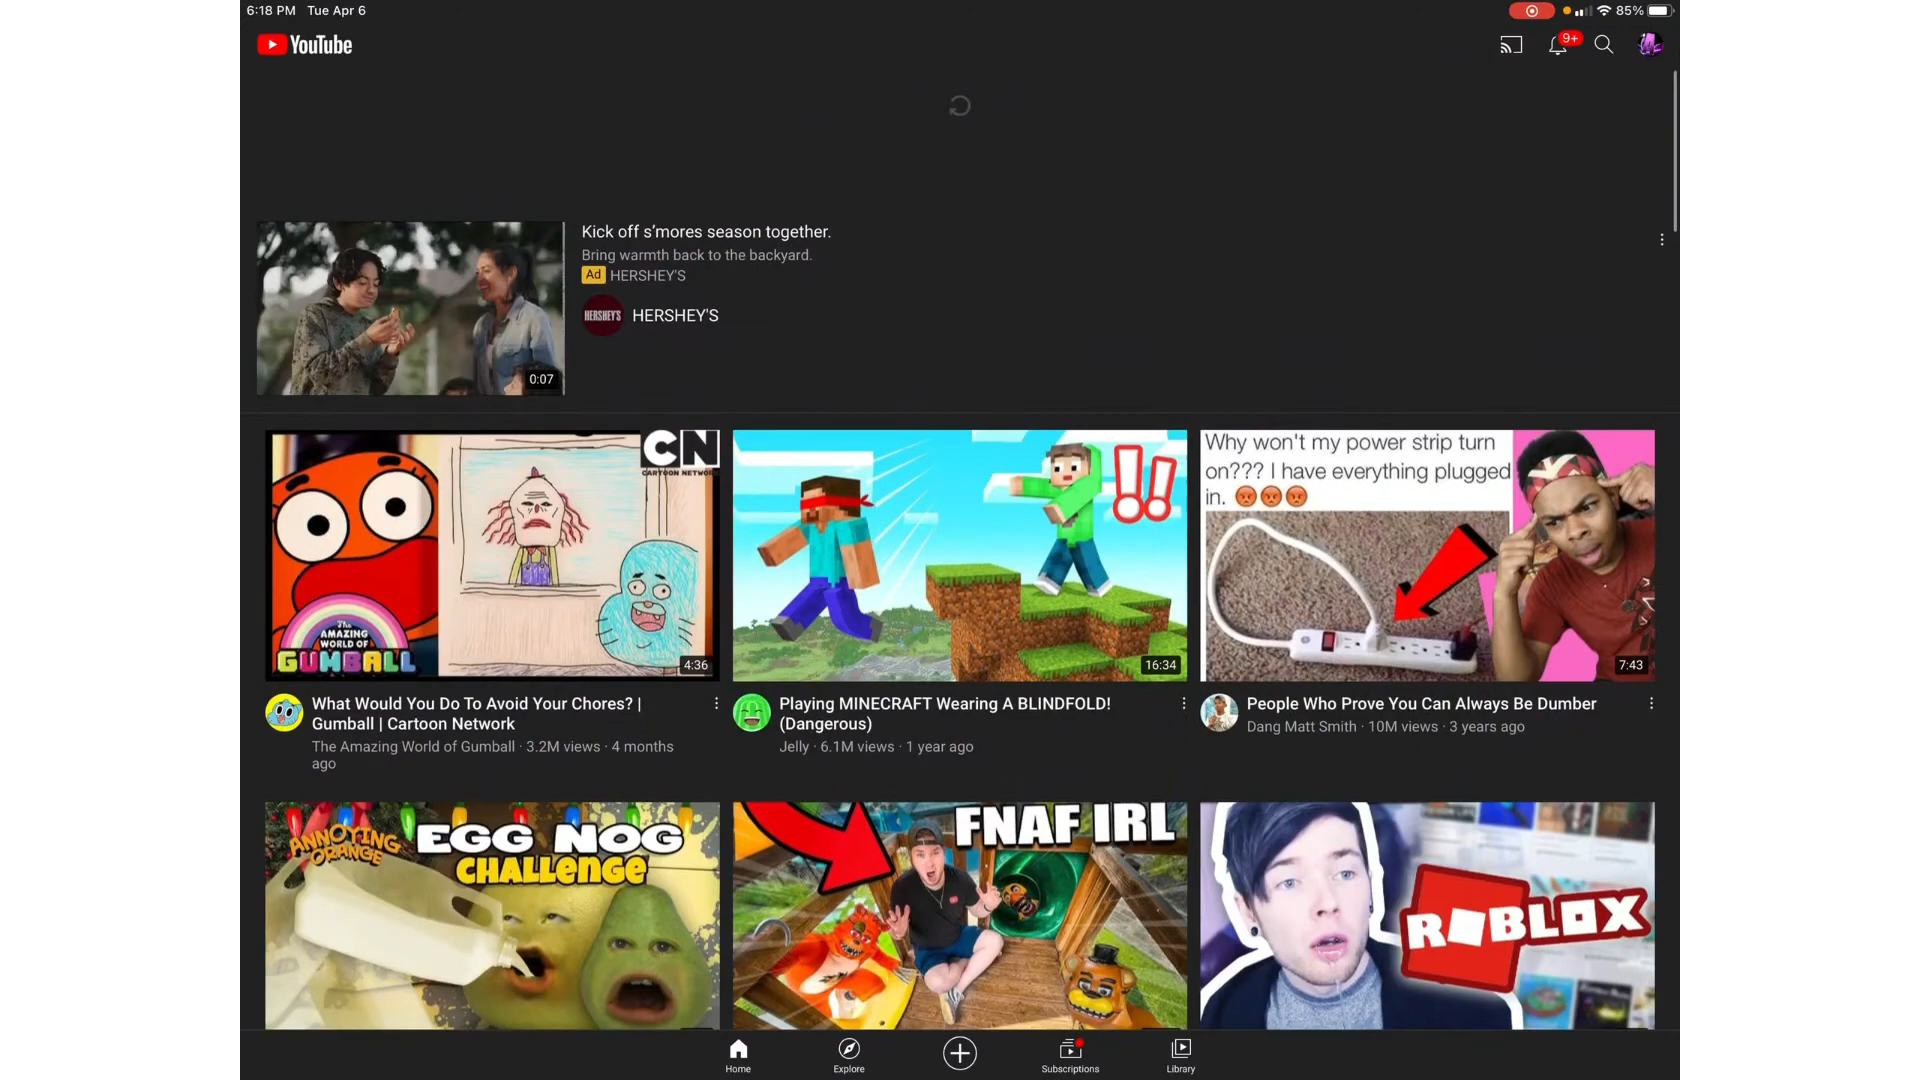 6:18 PM Tue Apr 6
85%
YouTube
9+
Kick off s'mores season together.
Bring warmth back to the backyard.
Ad HERSHEY'S
HERSHEY'S HERSHEY'S
0:07
CN
CARTOON NETWORK
The
AMAZING
WORLD OF
GUMBALL
4:36
!!
16:34
Why won't my power strip turn
on??? I have everything plugged
in. 😡😡😡
7:43
What Would You Do To Avoid Your Chores? |
Gumball | Cartoon Network
The Amazing World of Gumball · 3.2M views · 4 months
ago
Playing MINECRAFT Wearing A BLINDFOLD!
(Dangerous)
Jelly · 6.1M views · 1 year ago
People Who Prove You Can Always Be Dumber
Dang Matt Smith · 10M views · 3 years ago
ANNOYING
ORANGE
EGG NOG
CHALLENGE
FNAF IRL
ROBLOX
Home
Explore
Subscriptions
Library